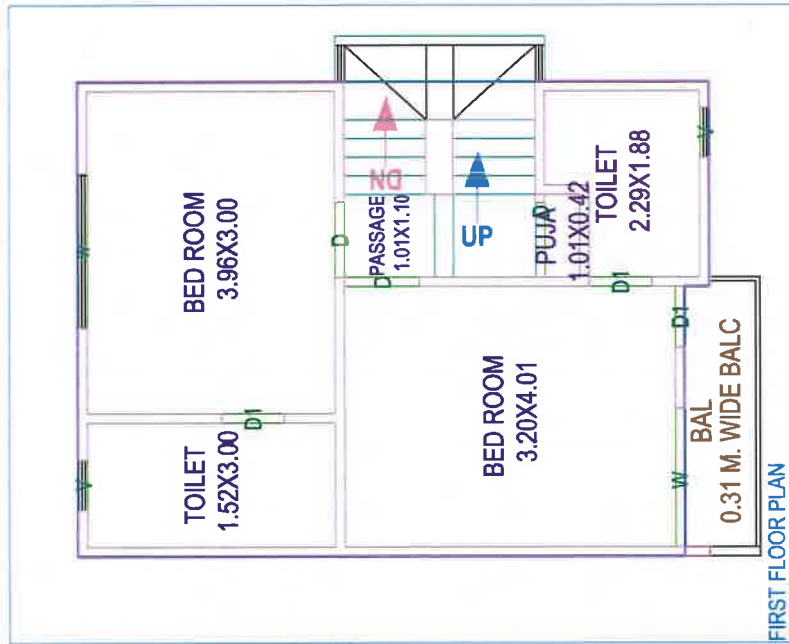 BED ROOM
3.96X3.00
TOILET
1.52X3.00
PASSAGE
1.01X1.10
DN
UP
PUJA
1.01X0.42
TOILET
2.29X1.88
BED ROOM
3.20X4.01
BAL
0.31 M. WIDE BALC
W
V
D
D
D
D1
D1
D1
W
V
FIRST FLOOR PLAN